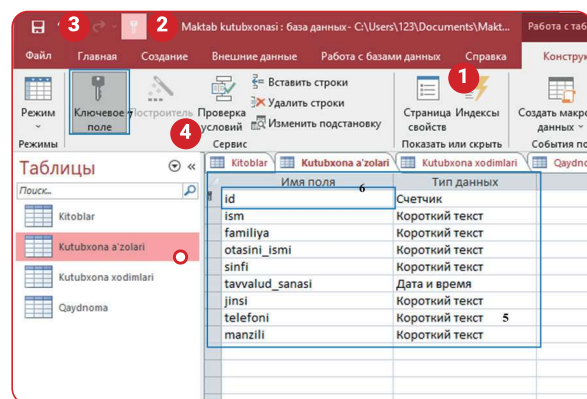 3 2 Maktab kutubxonasi : база данных- C:\Users\123\Documents\Makt... Работа с таб
Файл Главная Создание Внешние данные Работа с базами данных Справка Конструк
1
Режим
Ключевое поле
Построитель
Проверка условий
Вставить строки
Удалить строки
Изменить подстановку
Страница свойств
Индексы
Создать макро данных
4
Режимы Сервис Показать или скрыть События по
Таблицы
Поиск...
Kitoblar
Kutubxona a'zolari
Kutubxona xodimlari
Qaydnoma
Kitoblar Kutubxona a'zolari Kutubxona xodimlari Qaydno
Имя поля 6 Тип данных
id Счетчик
ism Короткий текст
familiya Короткий текст
otasini_ismi Короткий текст
sinfi Короткий текст
tavvalud_sanasi Дата и время
jinsi Короткий текст
telefoni Короткий текст 5
manzili Короткий текст